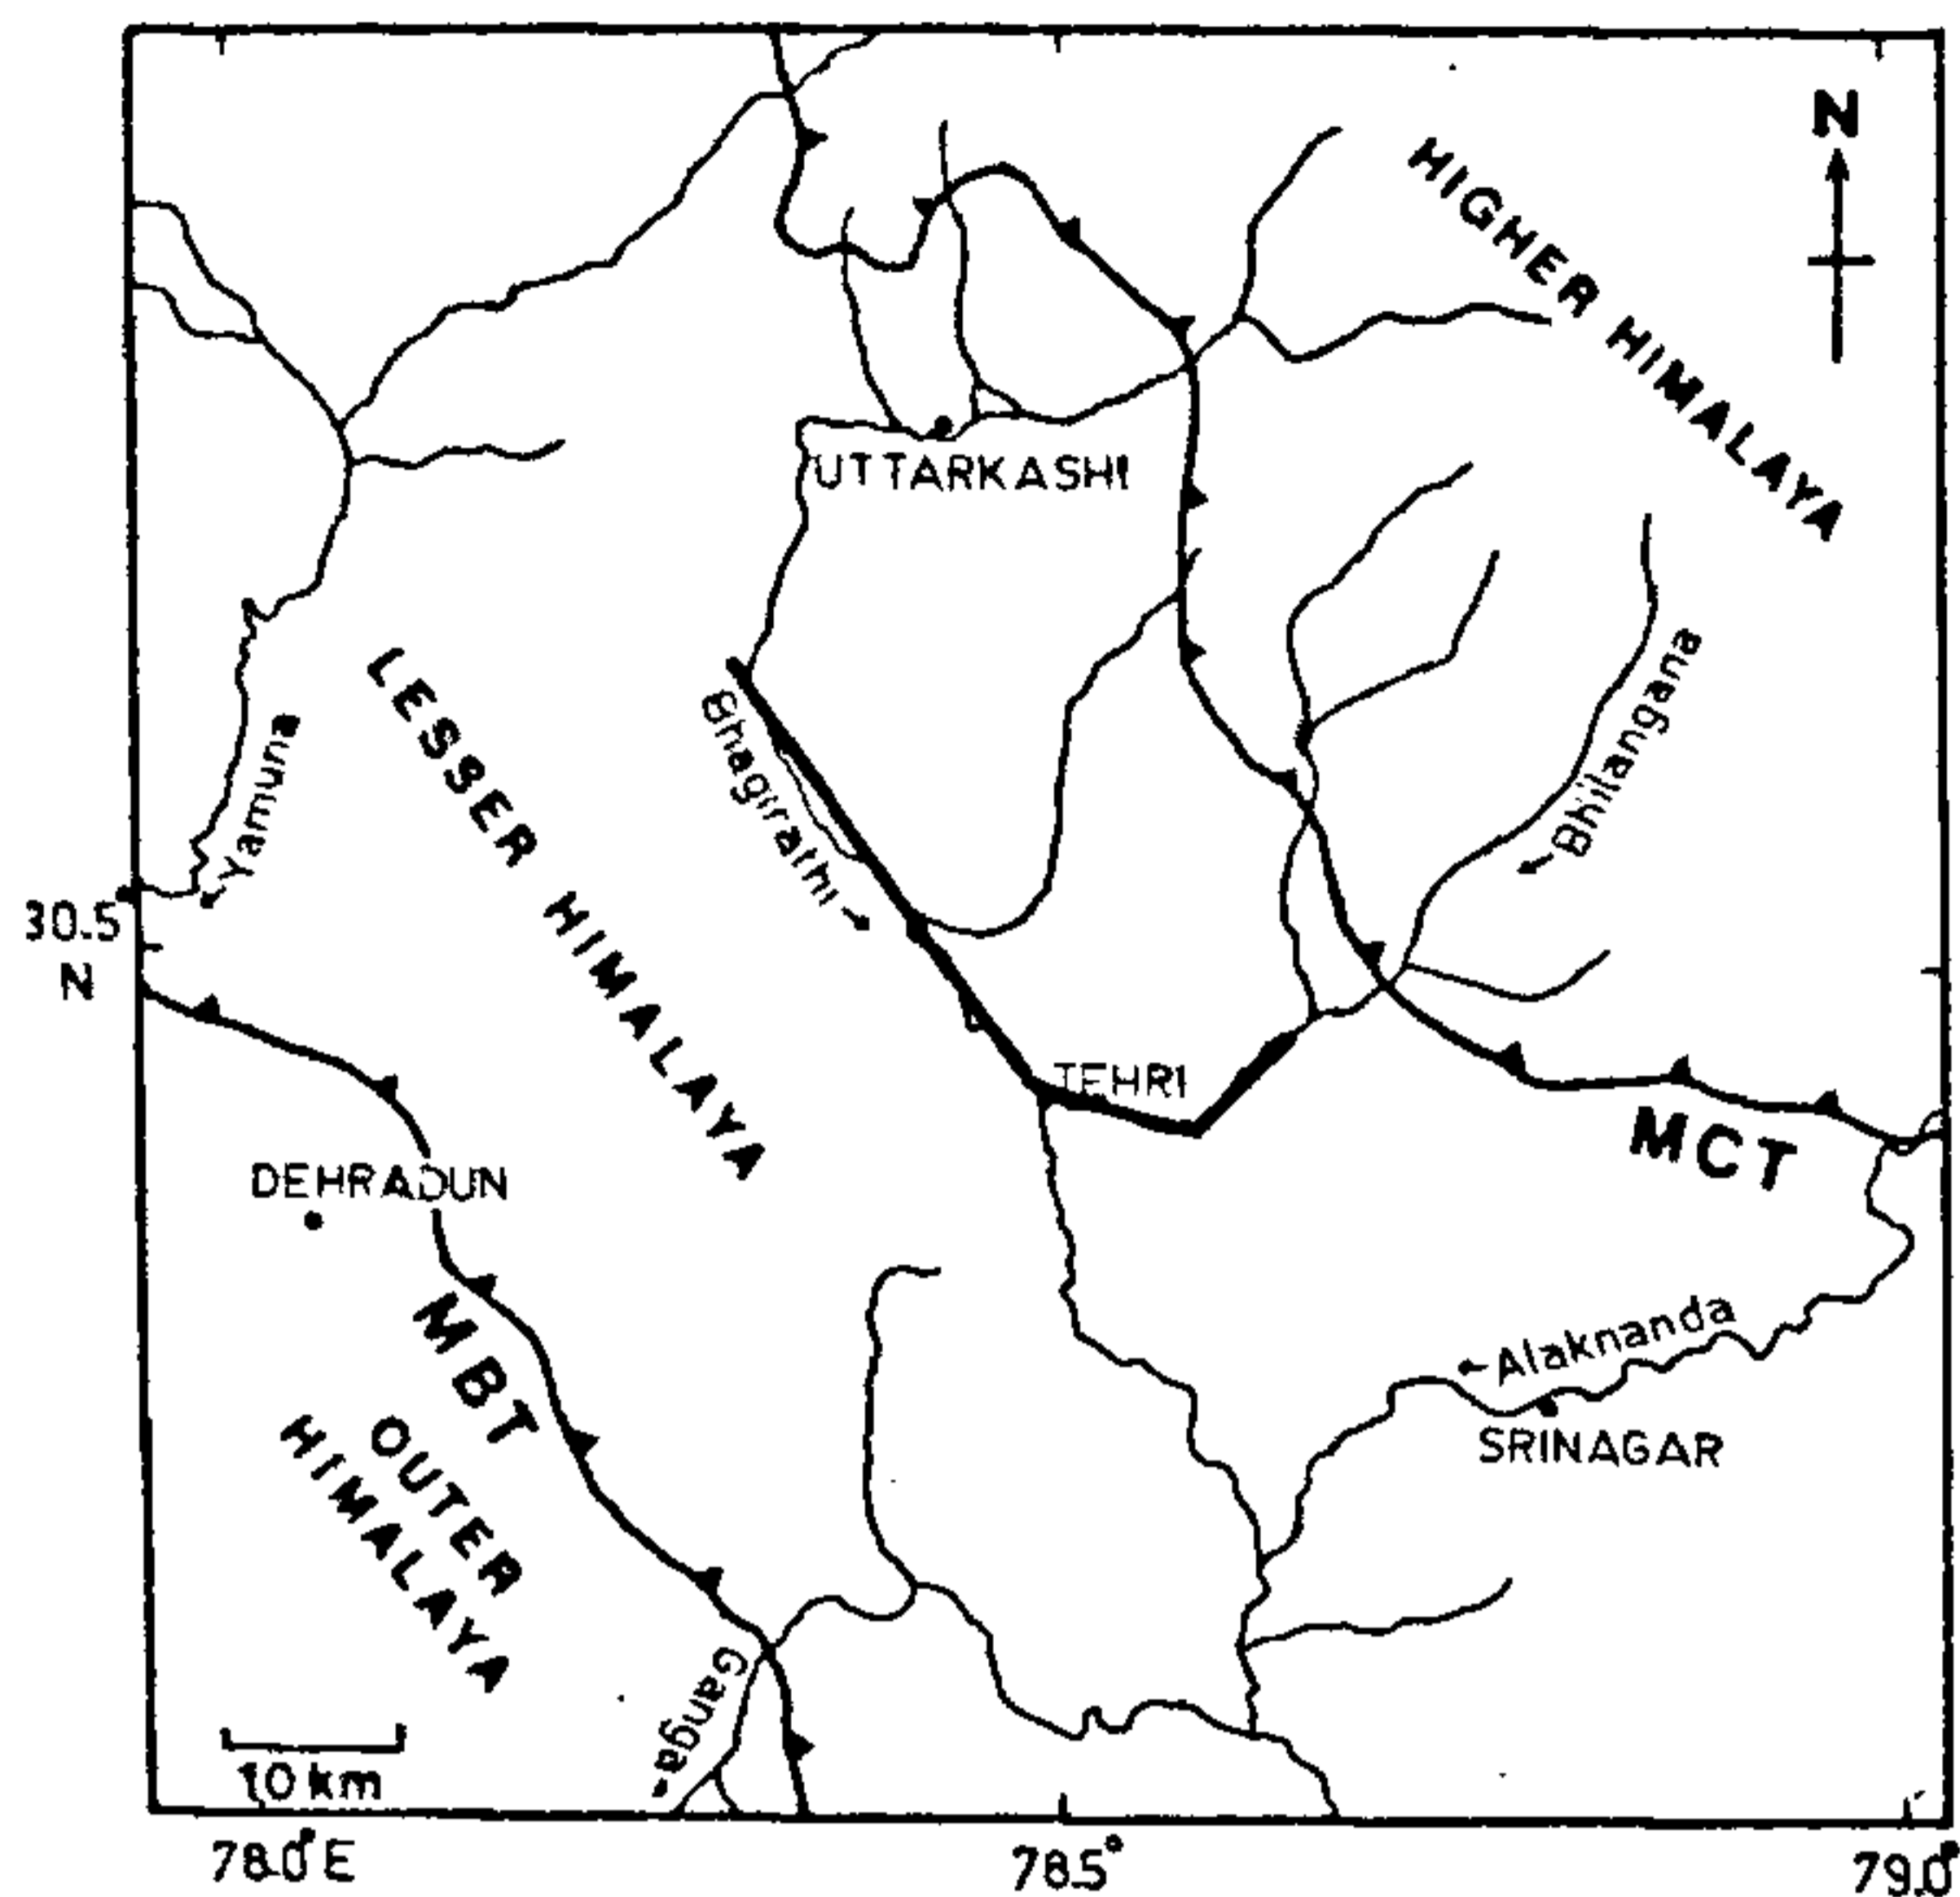 N
HIGHER HIMALAYA
UTTARKASHI
LESSER HIMALAYA
Yamuna
Bhagirathi
Bhilangana
30.5
N
TEHRI
MCT
DEHRADUN
MBT
OUTER
HIMALAYA
Alaknanda
SRINAGAR
Ganga
10 km
78.0°E
78.5°
79.0°